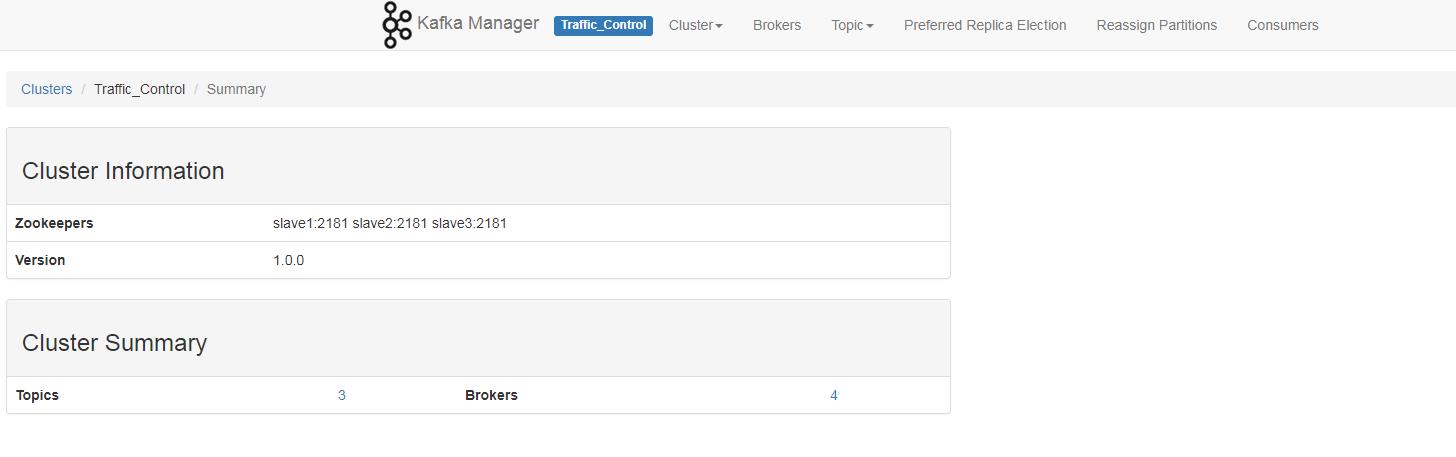 Kafka Manager Traffic_Control Cluster Brokers Topic Preferred Replica Election Reassign Partitions Consumers
Clusters / Traffic_Control / Summary
Cluster Information
Zookeepers slave1:2181 slave2:2181 slave3:2181
Version 1.0.0
Cluster Summary
Topics 3 Brokers 4